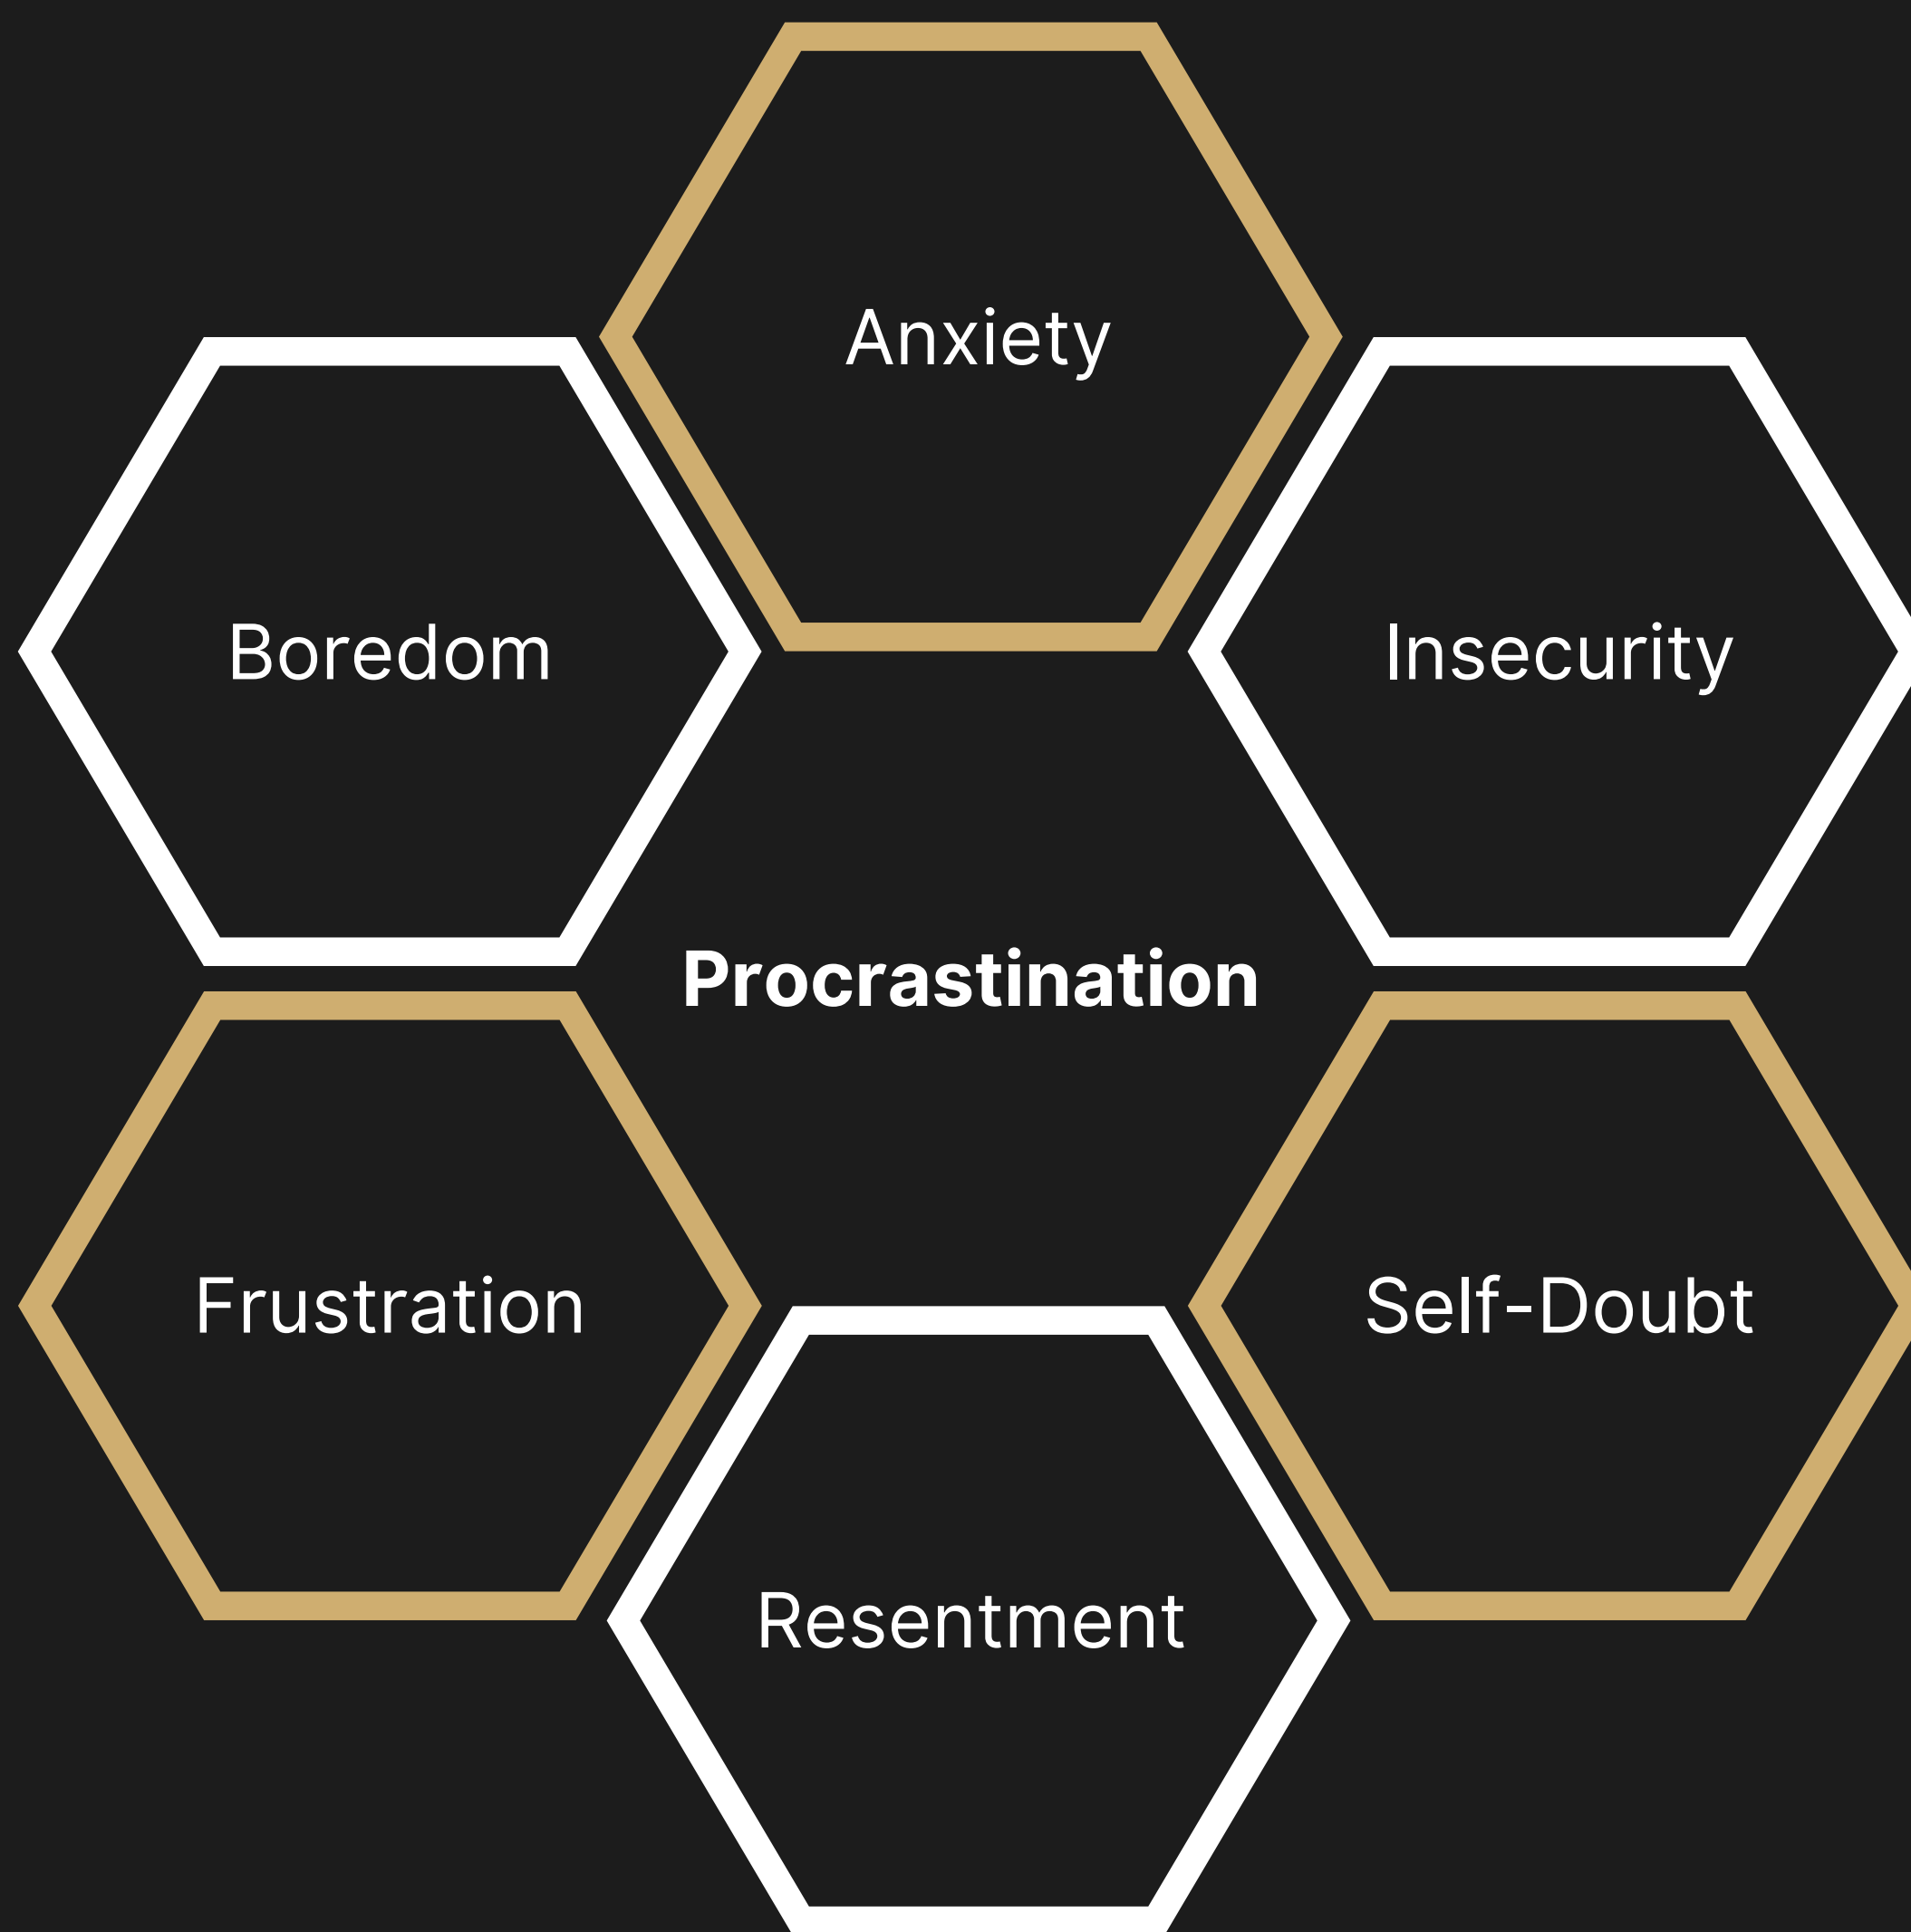 Anxiety
Boredom
Insecurity
Procrastination
Frustration
Self-Doubt
Resentment